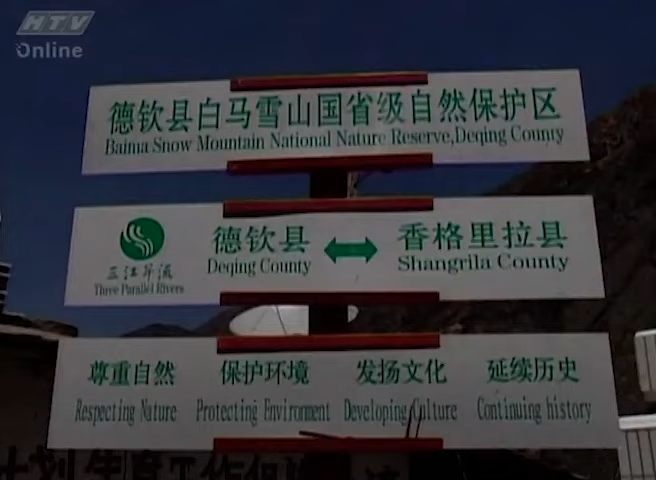 HTV
Online
德钦县白马雪山国省级自然保护区
Baima Snow Mountain National Nature Reserve,Deqing County
三江并流
Three Parallel Rivers
德钦县
Deqing County
香格里拉县
Shangrila County
尊重自然 保护环境 发扬文化 延续历史
Respecting Nature Protecting Environment Developing Culture Continuing history